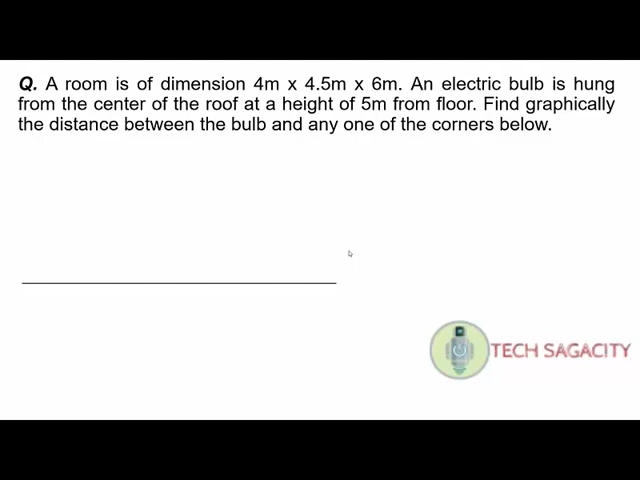 Q. A room is of dimension 4m x 4.5m x 6m. An electric bulb is hung
from the center of the roof at a height of 5m from floor. Find graphically
the distance between the bulb and any one of the corners below.
TECH SAGACITY